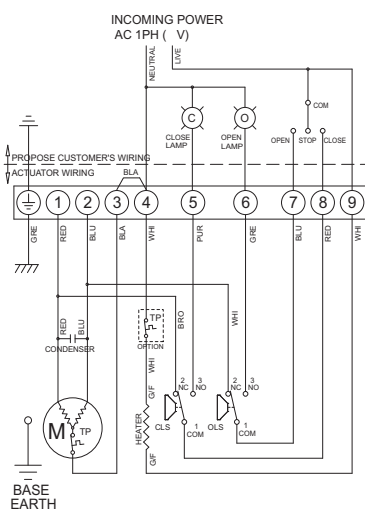 INCOMING POWER
AC 1PH ( V)
NEUTRAL
LIVE
COM
C
O
CLOSE
LAMP
OPEN
LAMP
OPEN STOP CLOSE
PROPOSE CUSTOMER'S WIRING
ACTUATOR WIRING
BLA
1 2 3 4 5 6 7 8 9
GRE RED BLU BLA WHI PUR GRE BLU RED WHI
RED BLU
CONDENSER
TP
OPTION
BRO
WHI
WHI
G/F
HEATER
G/F
2 NC 3 NO
CLS
1 COM
2 NC 3 NO
OLS
1 COM
M TP
BASE
EARTH